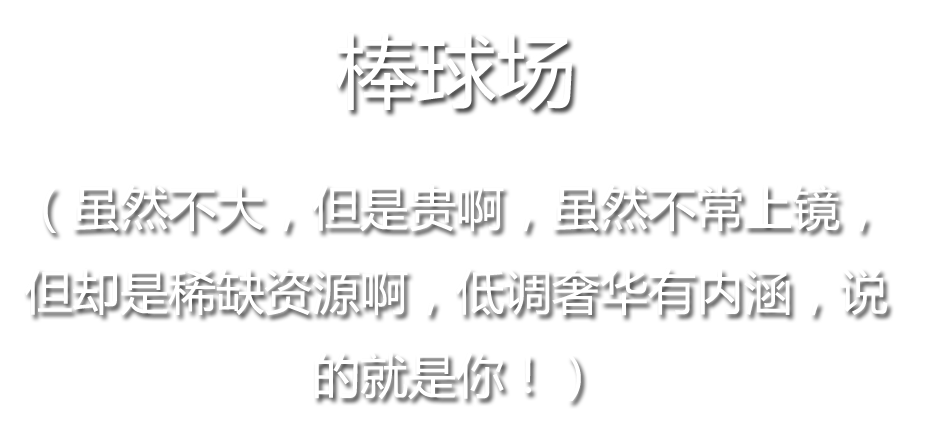 棒球场
（虽然不大，但是贵啊，虽然不常上镜，
但却是稀缺资源啊，低调奢华有内涵，说
的就是你！）